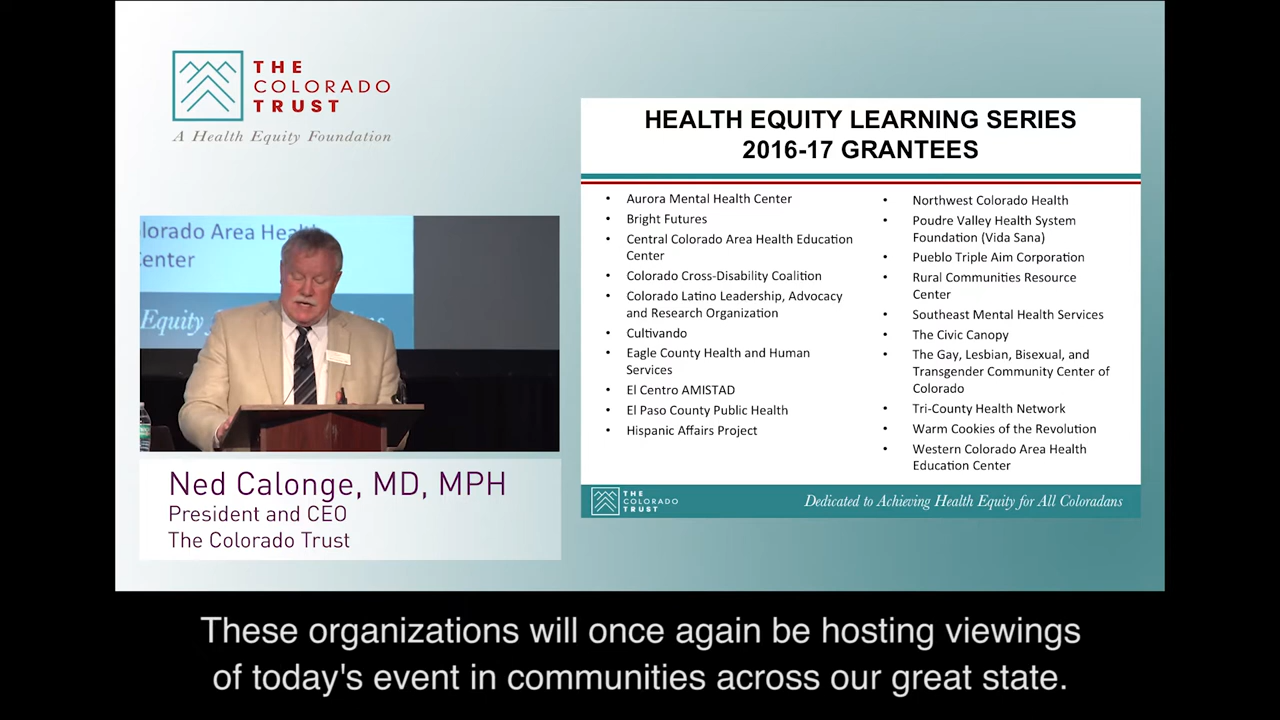 THE
COLORADO
TRUST
A Health Equity Foundation
HEALTH EQUITY LEARNING SERIES
2016-17 GRANTEES
• Aurora Mental Health Center
• Bright Futures
• Central Colorado Area Health Education
Center
• Colorado Cross-Disability Coalition
• Colorado Latino Leadership, Advocacy
and Research Organization
• Cultivando
• Eagle County Health and Human
Services
• El Centro AMISTAD
• El Paso County Public Health
• Hispanic Affairs Project
• Northwest Colorado Health
• Poudre Valley Health System
Foundation (Vida Sana)
• Pueblo Triple Aim Corporation
• Rural Communities Resource
Center
• Southeast Mental Health Services
• The Civic Canopy
• The Gay, Lesbian, Bisexual, and
Transgender Community Center of
Colorado
• Tri-County Health Network
• Warm Cookies of the Revolution
• Western Colorado Area Health
Education Center
THE
COLORADO
TRUST
Dedicated to Achieving Health Equity for All Coloradans
lorado Area Health
enter
Equity
Ned Calonge, MD, MPH
President and CEO
The Colorado Trust
These organizations will once again be hosting viewings
of today's event in communities across our great state.